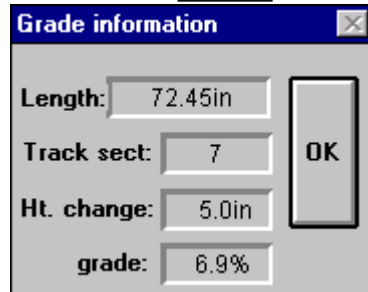 Grade information
Length: 72.45in
Track sect: 7
OK
Ht. change: 5.0in
grade: 6.9%